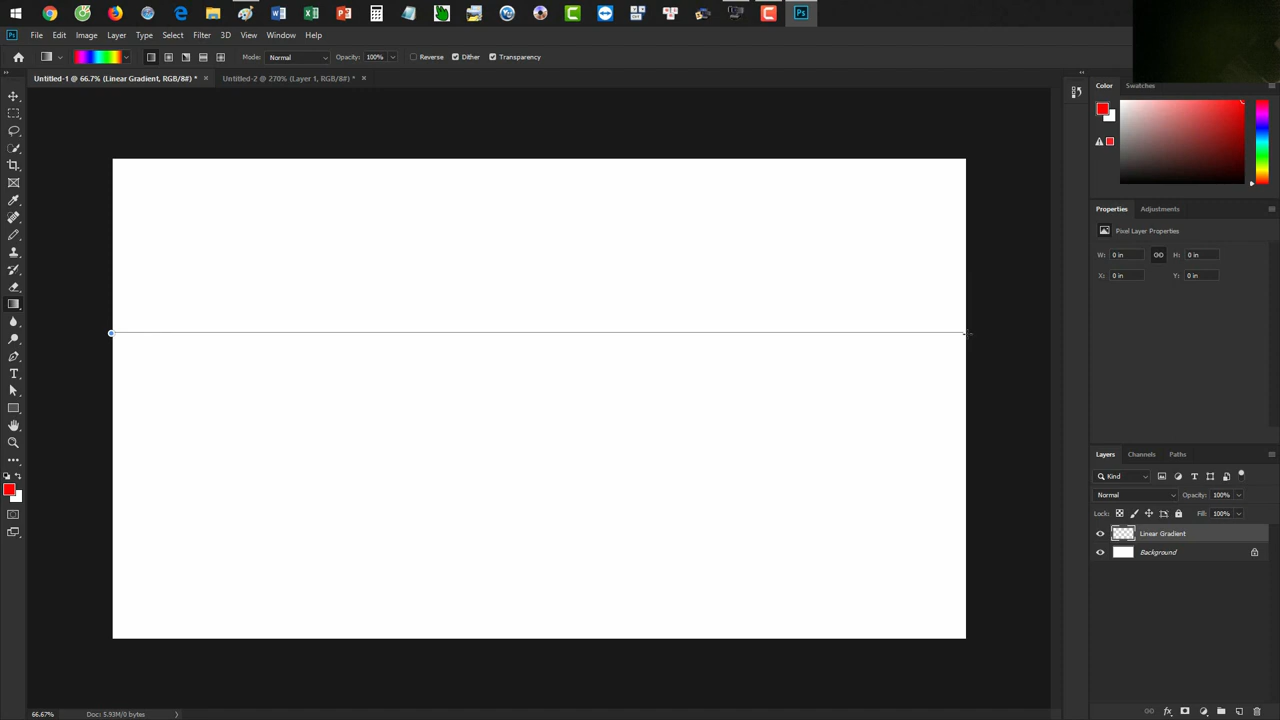 File Edit Image Layer Type Select Filter 3D View Window Help
Mode: Normal Opacity: 100% Reverse Dither Transparency
Untitled-1 @ 66.7% (Linear Gradient, RGB/8#) * × Untitled-2 @ 270% (Layer 1, RGB/8#) * ×
Color Swatches
Properties Adjustments
Pixel Layer Properties
W: 0 in H: 0 in
X: 0 in Y: 0 in
Layers Channels Paths
Kind
Normal Opacity: 100%
Lock: Fill: 100%
Linear Gradient
Background
66.67% Doc: 5.93M/0 bytes